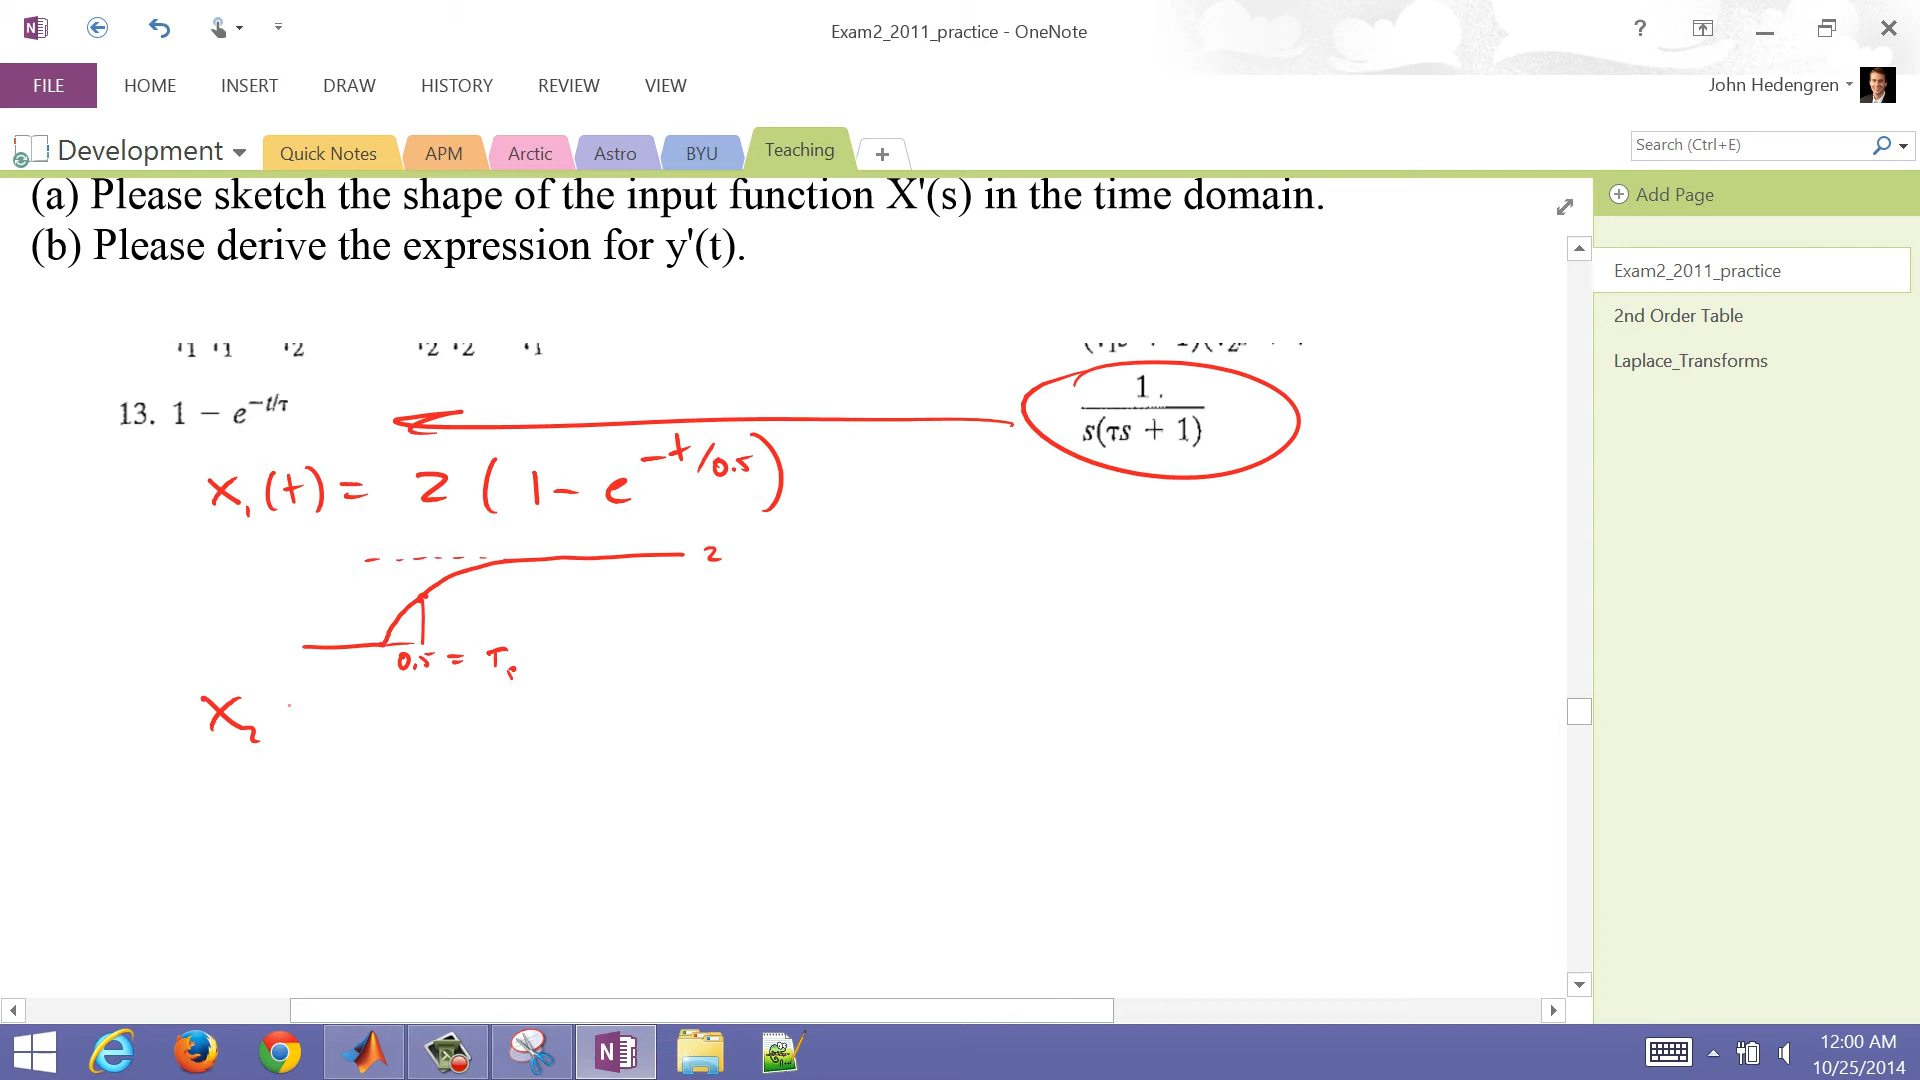 Exam2_2011_practice - OneNote
?
FILE HOME INSERT DRAW HISTORY REVIEW VIEW
John Hedengren
Development Quick Notes APM Arctic Astro BYU Teaching +
Search (Ctrl+E)
Add Page
Exam2_2011_practice
2nd Order Table
Laplace_Transforms
(a) Please sketch the shape of the input function X'(s) in the time domain.
(b) Please derive the expression for y'(t).
13. 1 − e^−t/τ
1
s(τs + 1)
x₁(t) = 2 ( 1 - e^-t/0.5 )
2
0.5 = τₚ
X₂
12:00 AM
10/25/2014